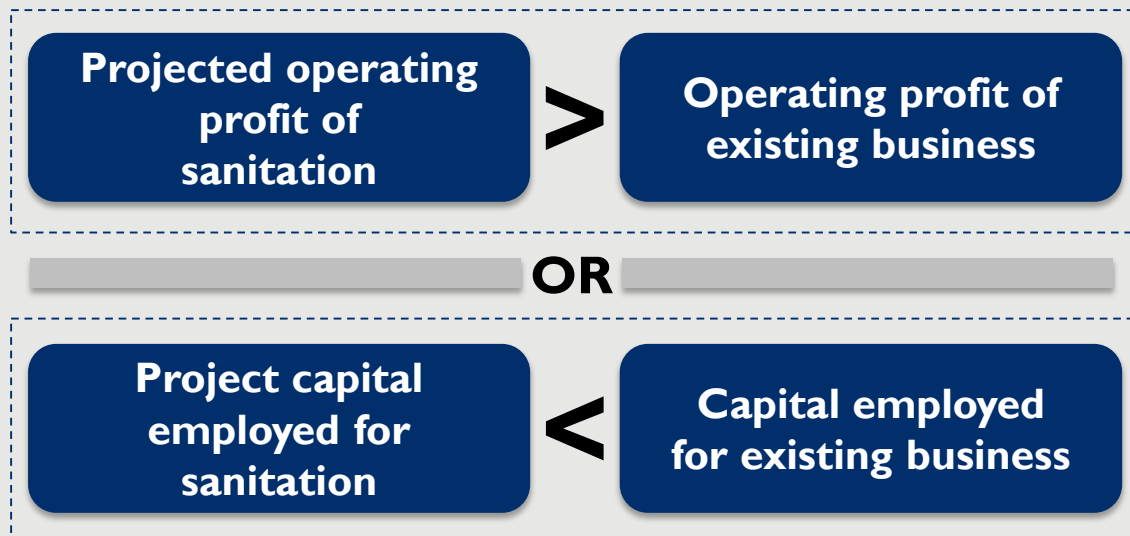 Projected operating
profit of
sanitation
>
Operating profit of
existing business
OR
Project capital
employed for
sanitation
<
Capital employed
for existing business